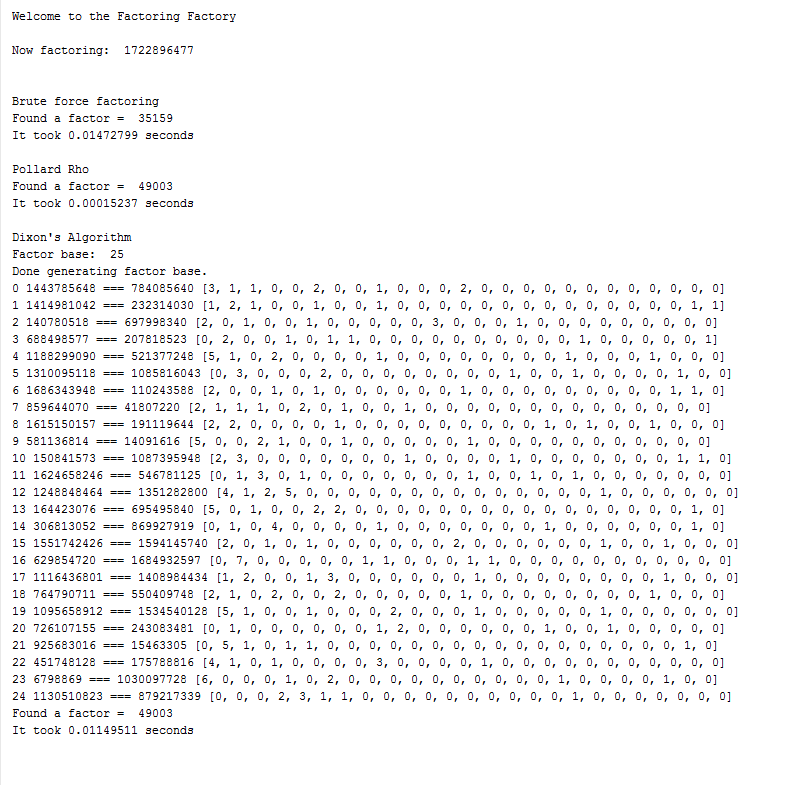 Welcome to the Factoring Factory
Now factoring:  1722896477
Brute force factoring
Found a factor =  35159
It took 0.01472799 seconds
Pollard Rho
Found a factor =  49003
It took 0.00015237 seconds
Dixon's Algorithm
Factor base:  25
Done generating factor base.
0 1443785648 === 784085640 [3, 1, 1, 0, 0, 2, 0, 0, 1, 0, 0, 0, 2, 0, 0, 0, 0, 0, 0, 0, 0, 0, 0, 0, 0]
1 1414981042 === 232314030 [1, 2, 1, 0, 0, 1, 0, 0, 1, 0, 0, 0, 0, 0, 0, 0, 0, 0, 0, 0, 0, 0, 0, 1, 1]
2 140780518 === 697998340 [2, 0, 1, 0, 0, 1, 0, 0, 0, 0, 0, 3, 0, 0, 0, 1, 0, 0, 0, 0, 0, 0, 0, 0, 0]
3 688498577 === 207818523 [0, 2, 0, 0, 1, 0, 1, 1, 0, 0, 0, 0, 0, 0, 0, 0, 0, 1, 0, 0, 0, 0, 0, 0, 1]
4 1188299090 === 521377248 [5, 1, 0, 2, 0, 0, 0, 0, 1, 0, 0, 0, 0, 0, 0, 0, 0, 1, 0, 0, 0, 1, 0, 0, 0]
5 1310095118 === 1085816043 [0, 3, 0, 0, 0, 2, 0, 0, 0, 0, 0, 0, 0, 0, 1, 0, 0, 1, 0, 0, 0, 0, 1, 0, 0]
6 1686343948 === 110243588 [2, 0, 0, 1, 0, 1, 0, 0, 0, 0, 0, 0, 1, 0, 0, 0, 0, 0, 0, 0, 0, 0, 1, 1, 0]
7 859644070 === 41807220 [2, 1, 1, 1, 0, 2, 0, 1, 0, 0, 1, 0, 0, 0, 0, 0, 0, 0, 0, 0, 0, 0, 0, 0, 0]
8 1615150157 === 191119644 [2, 2, 0, 0, 0, 0, 1, 0, 0, 0, 0, 0, 0, 0, 0, 0, 1, 0, 1, 0, 0, 1, 0, 0, 0]
9 581136814 === 14091616 [5, 0, 0, 2, 1, 0, 0, 1, 0, 0, 0, 0, 0, 0, 1, 0, 0, 0, 0, 0, 0, 0, 0, 0, 0]
10 150841573 === 1087395948 [2, 3, 0, 0, 0, 0, 0, 0, 0, 1, 0, 0, 0, 0, 1, 0, 0, 0, 0, 0, 0, 0, 1, 1, 0]
11 1624658246 === 546781125 [0, 1, 3, 0, 1, 0, 0, 0, 0, 0, 0, 0, 1, 0, 0, 1, 0, 1, 0, 0, 0, 0, 0, 0, 0]
12 1248848464 === 1351282800 [4, 1, 2, 5, 0, 0, 0, 0, 0, 0, 0, 0, 0, 0, 0, 0, 0, 0, 1, 0, 0, 0, 0, 0, 0]
13 164423076 === 695495840 [5, 0, 1, 0, 0, 2, 2, 0, 0, 0, 0, 0, 0, 0, 0, 0, 0, 0, 0, 0, 0, 0, 0, 1, 0]
14 306813052 === 869927919 [0, 1, 0, 4, 0, 0, 0, 0, 1, 0, 0, 0, 0, 0, 0, 0, 1, 0, 0, 0, 0, 0, 0, 1, 0]
15 1551742426 === 1594145740 [2, 0, 1, 0, 1, 0, 0, 0, 0, 0, 2, 0, 0, 0, 0, 0, 0, 0, 1, 0, 0, 1, 0, 0, 0]
16 629854720 === 1684932597 [0, 7, 0, 0, 0, 0, 0, 1, 1, 0, 0, 0, 1, 1, 0, 0, 0, 0, 0, 0, 0, 0, 0, 0, 0]
17 1116436801 === 1408984434 [1, 2, 0, 0, 1, 3, 0, 0, 0, 0, 0, 0, 1, 0, 0, 0, 0, 0, 0, 0, 0, 1, 0, 0, 0]
18 764790711 === 550409748 [2, 1, 0, 2, 0, 0, 2, 0, 0, 0, 0, 0, 1, 0, 0, 0, 0, 0, 0, 0, 0, 1, 0, 0, 0]
19 1095658912 === 1534540128 [5, 1, 0, 0, 1, 0, 0, 0, 2, 0, 0, 0, 1, 0, 0, 0, 0, 0, 1, 0, 0, 0, 0, 0, 0]
20 726107155 === 243083481 [0, 1, 0, 0, 0, 0, 0, 0, 1, 2, 0, 0, 0, 0, 0, 0, 1, 0, 0, 1, 0, 0, 0, 0, 0]
21 925683016 === 15463305 [0, 5, 1, 0, 1, 1, 0, 0, 0, 0, 0, 0, 0, 0, 0, 0, 0, 0, 0, 0, 0, 0, 0, 1, 0]
22 451748128 === 175788816 [4, 1, 0, 1, 0, 0, 0, 0, 3, 0, 0, 0, 0, 1, 0, 0, 0, 0, 0, 0, 0, 0, 0, 0, 0]
23 6798869 === 1030097728 [6, 0, 0, 0, 1, 0, 2, 0, 0, 0, 0, 0, 0, 0, 0, 0, 0, 1, 0, 0, 0, 0, 1, 0, 0]
24 1130510823 === 879217339 [0, 0, 0, 2, 3, 1, 1, 0, 0, 0, 0, 0, 0, 0, 0, 0, 0, 1, 0, 0, 0, 0, 0, 0, 0]
Found a factor =  49003
It took 0.01149511 seconds